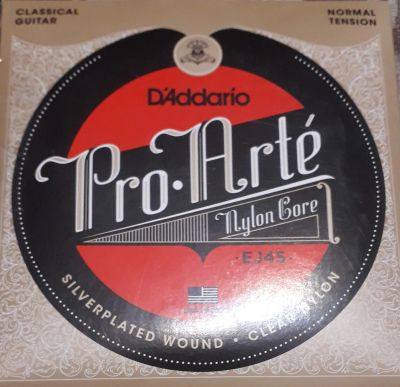 CLASSICAL
GUITAR
NORMAL
TENSION
D'Addario
Pro·Arté
Nylon Core
·EJ45·
SILVERPLATED WOUND · CLEAR NYLON